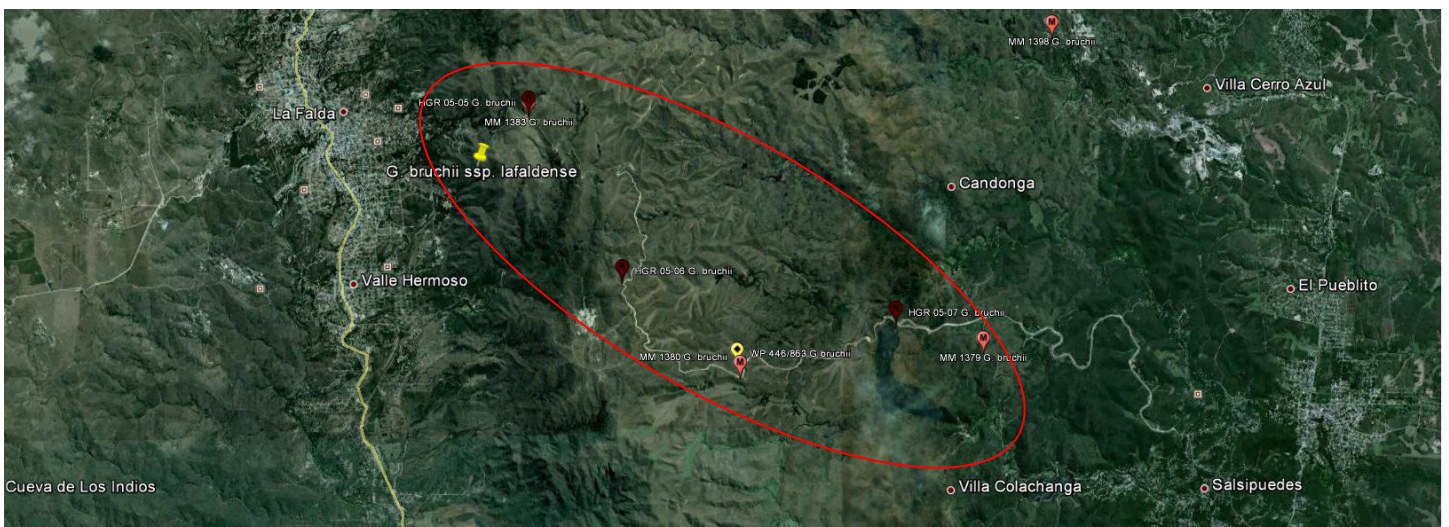 MM 1398 G. bruchii
Villa Cerro Azul
HGR 05-05 G. bruchii
La Falda
MM 1383 G. bruchii
G. bruchii ssp. lafaldense
Candonga
HGR 05-06 G. bruchii
Valle Hermoso
El Pueblito
HGR 05-07 G. bruchii
MM 1380 G. bruchii
WP 446/863 G bruchii
MM 1379 G. bruchii
Cueva de Los Indios
Villa Colachanga
Salsipuedes